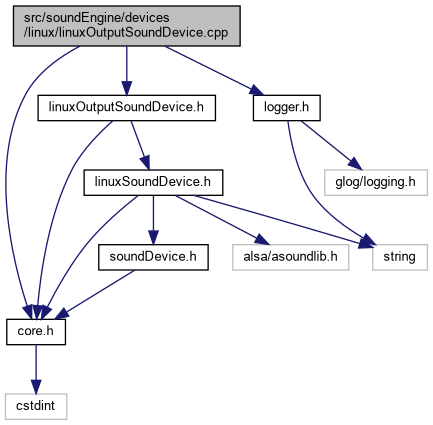 src/soundEngine/devices
/linux/linuxOutputSoundDevice.cpp
linuxOutputSoundDevice.h
logger.h
linuxSoundDevice.h
glog/logging.h
soundDevice.h
alsa/asoundlib.h
string
core.h
cstdint